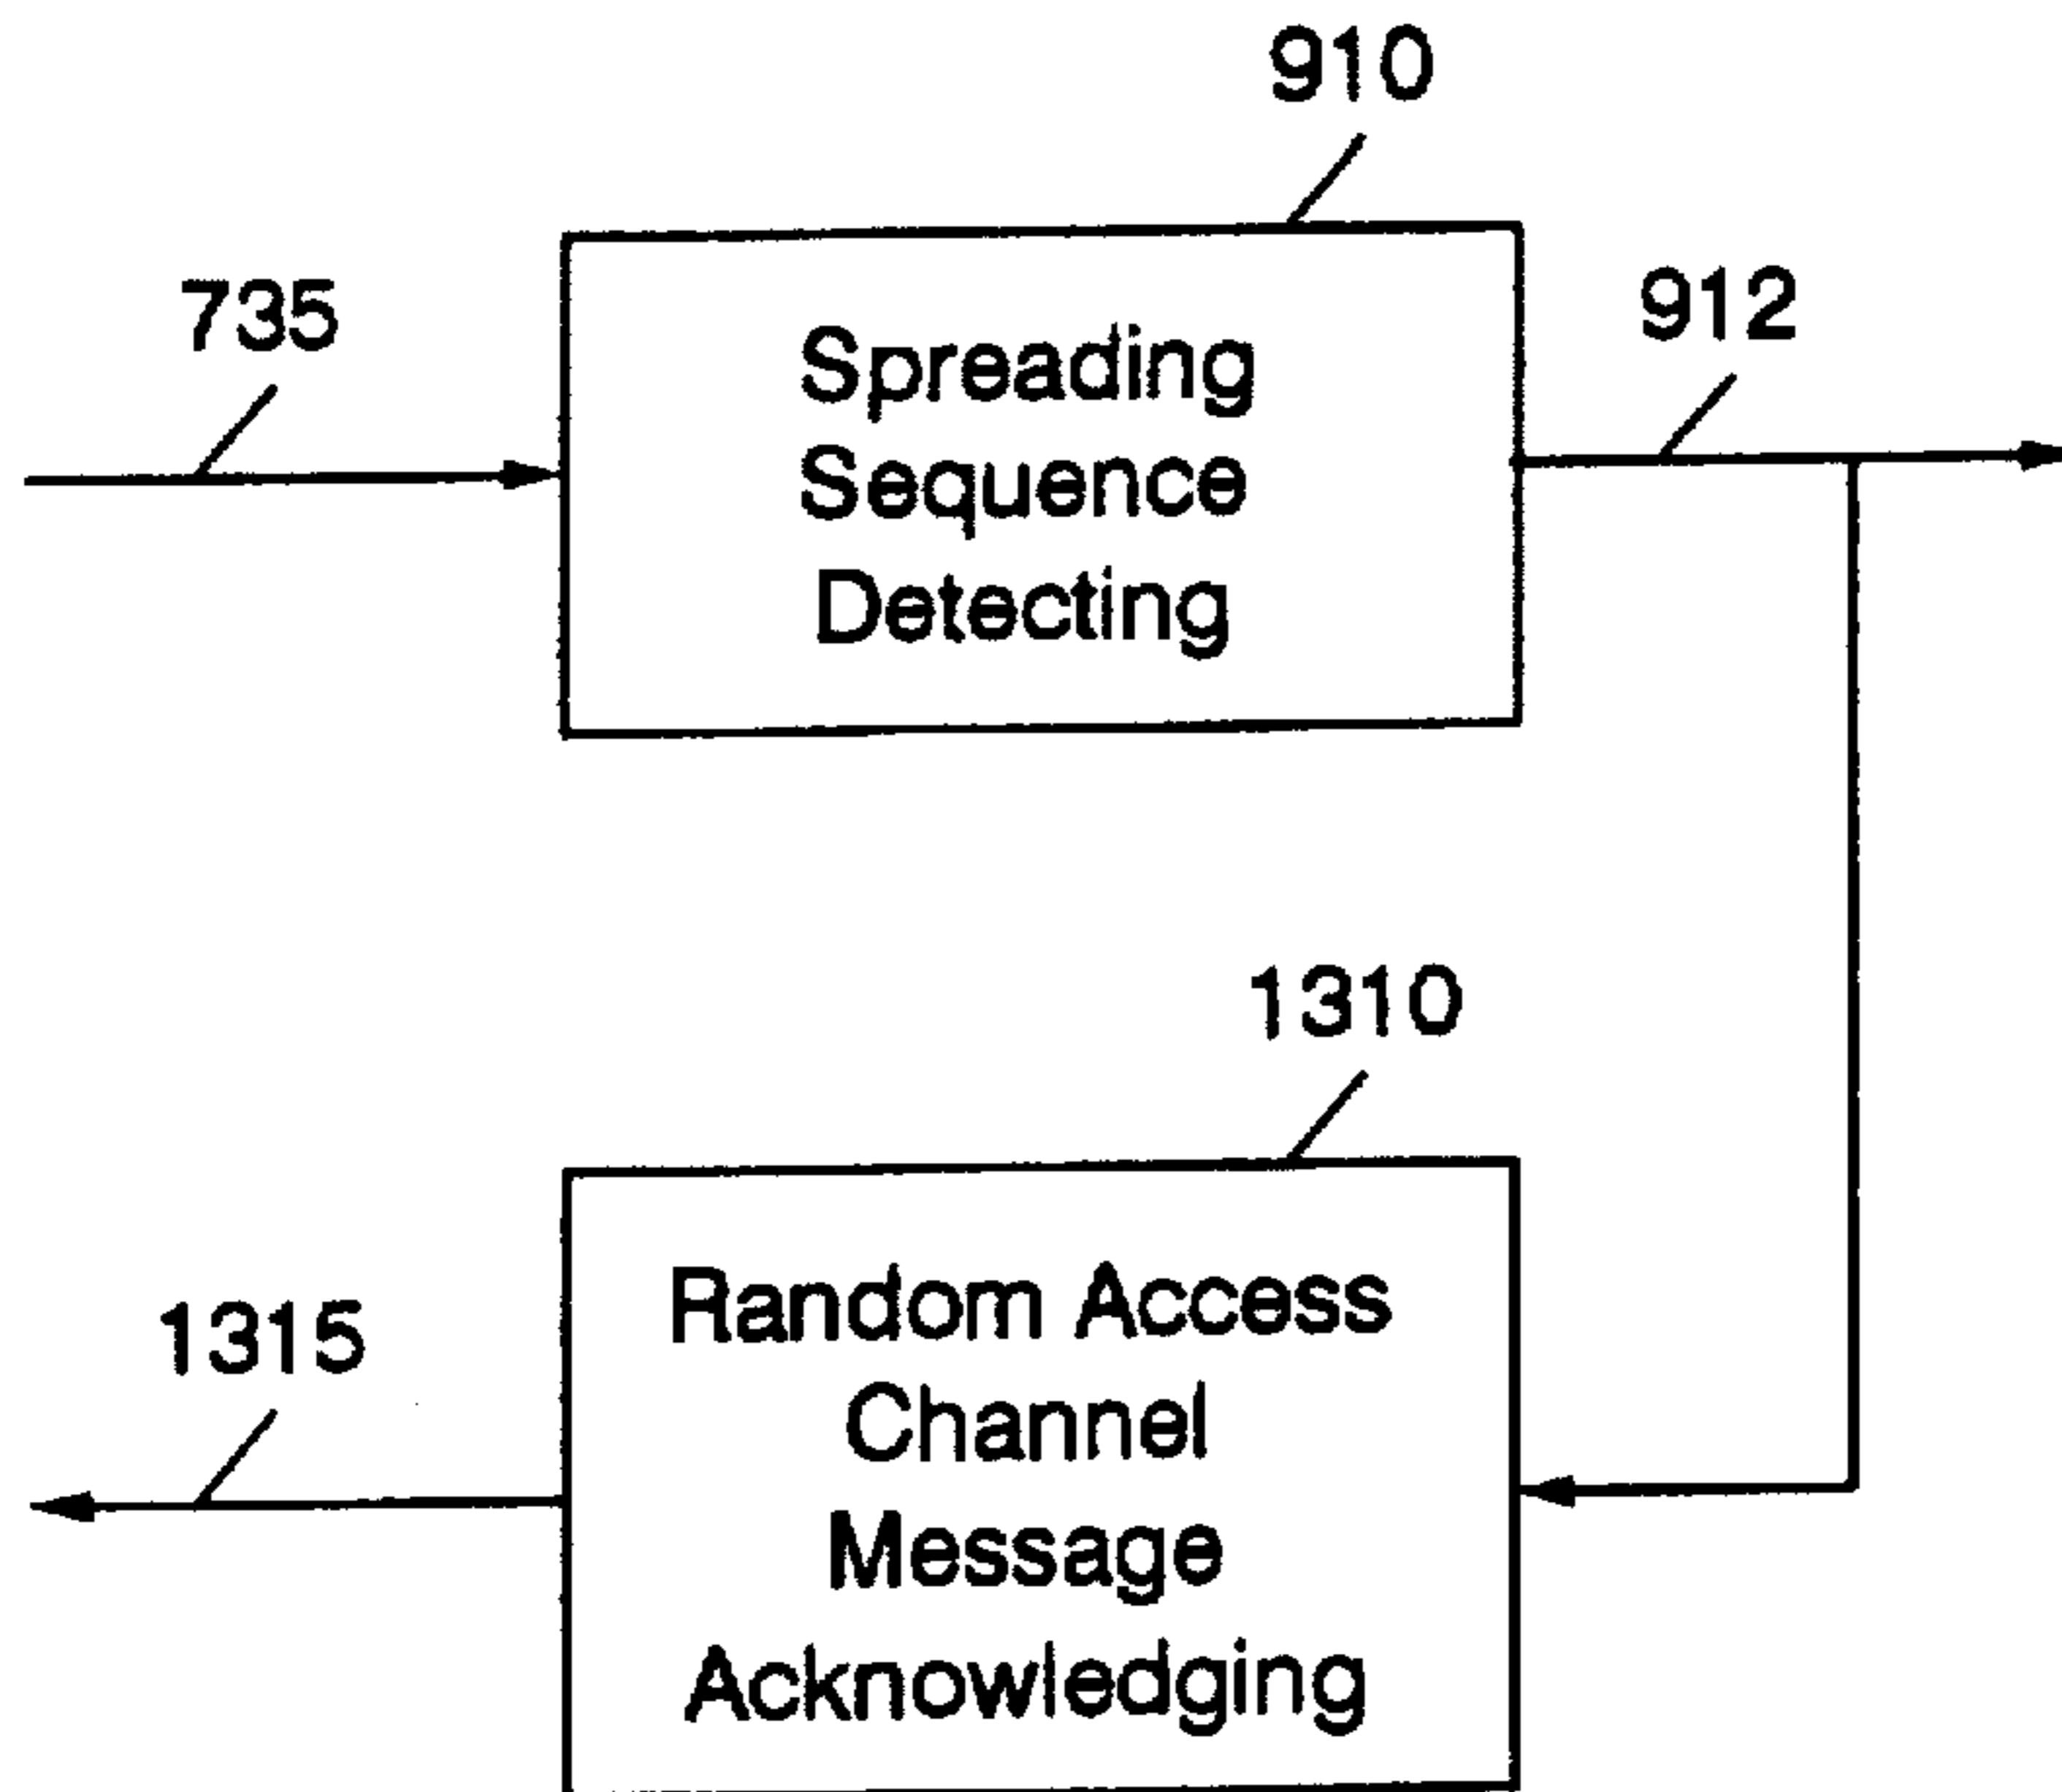 910
735
912
Spreading
Sequence
Detecting
1310
1315
Random Access
Channel
Message
Acknowledging